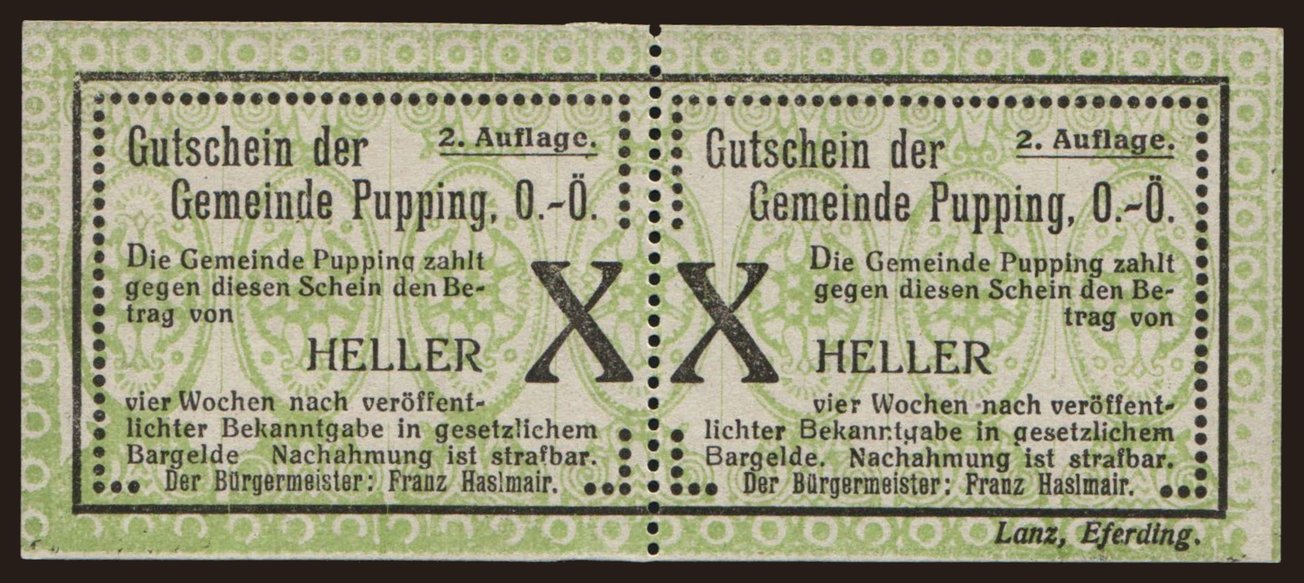 Gutschein der
2. Auflage.
Gemeinde Pupping, O.-Ö.
Die Gemeinde Pupping zahlt
gegen diesen Schein den Be-
trag von
X
HELLER
vier Wochen nach veröffent-
lichter Bekanntgabe in gesetzlichem
Bargelde Nachahmung ist strafbar.
Der Bürgermeister: Franz Haslmair.
Gutschein der
2. Auflage.
Gemeinde Pupping, O.-Ö.
Die Gemeinde Pupping zahlt
gegen diesen Schein den Be-
trag von
X
HELLER
vier Wochen nach veröffent-
lichter Bekanntgabe in gesetzlichem
Bargelde. Nachahmung ist strafbar.
Der Bürgermeister: Franz Haslmair.
Lanz, Eferding.